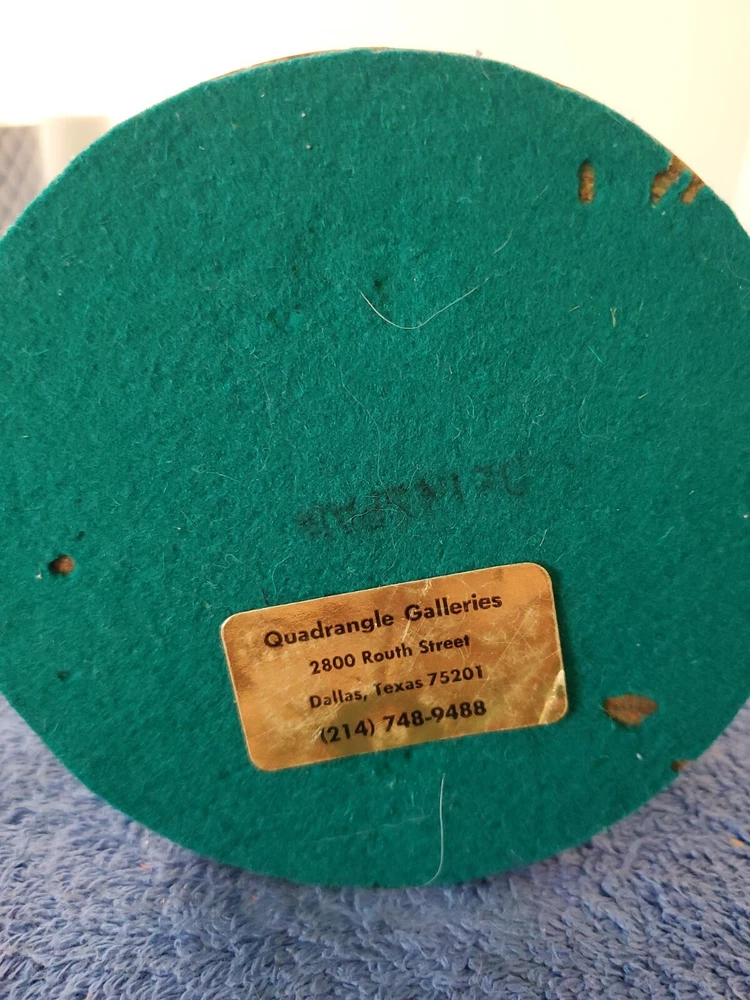 Quadrangle Galleries
2800 Routh Street
Dallas, Texas 75201
(214) 748-9488